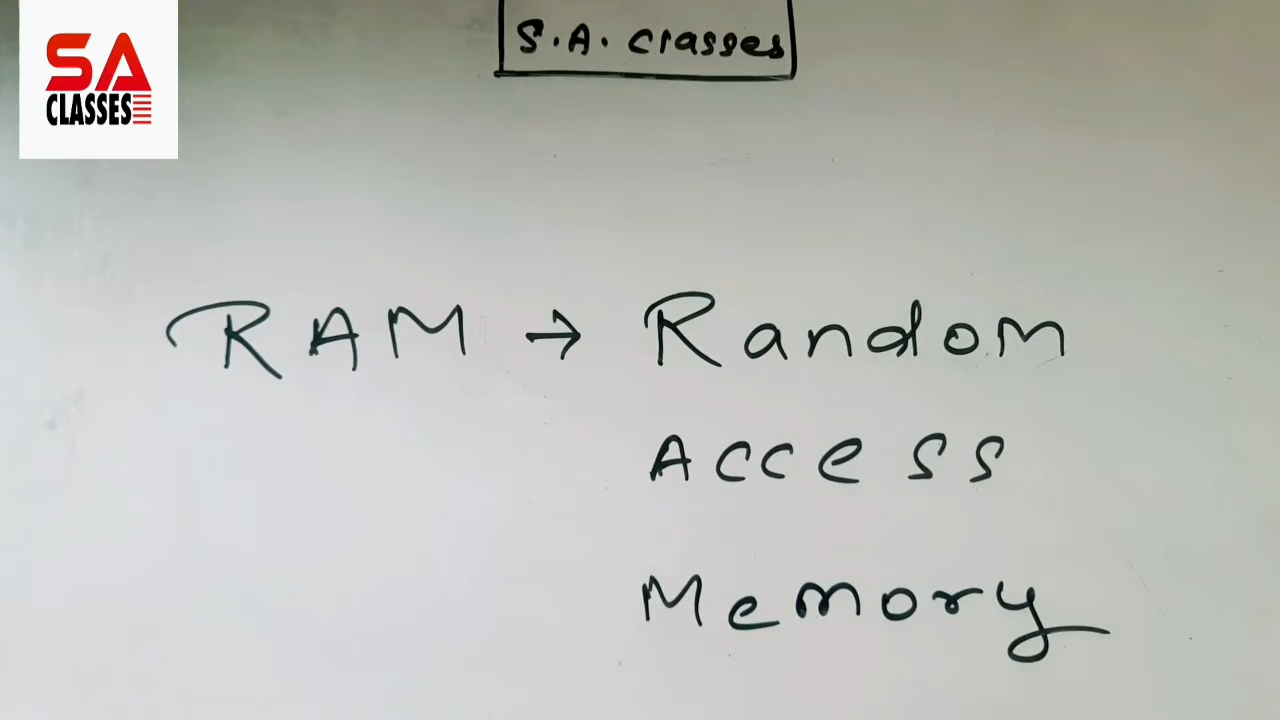 SA
CLASSES
S.A. classes
RAM → Random
Access
Memory